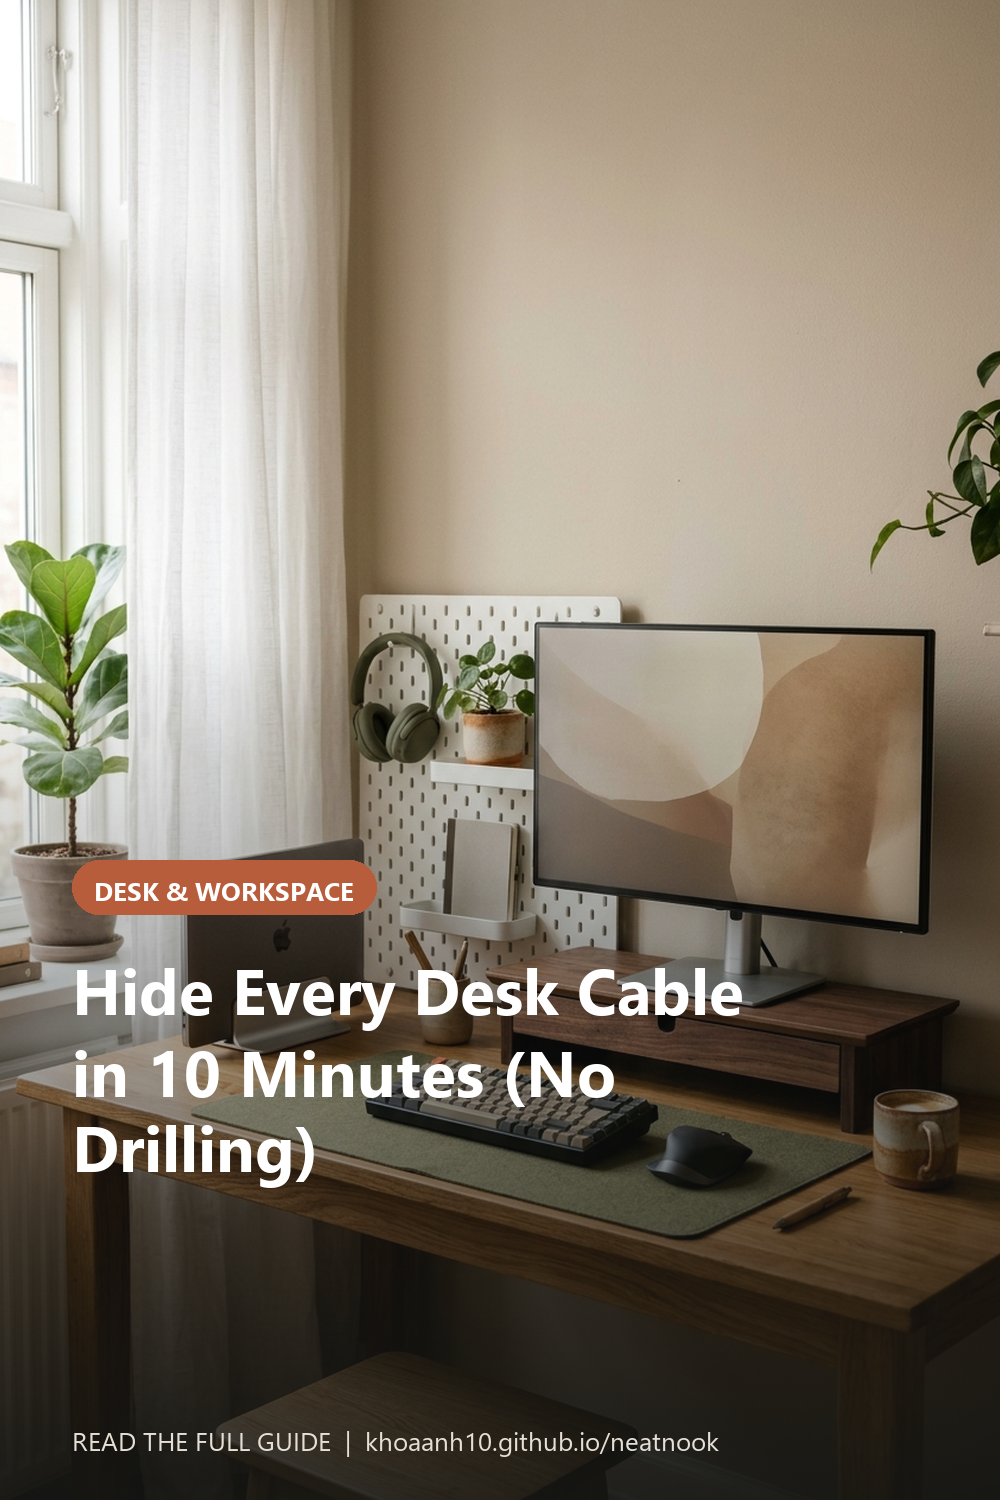 DESK & WORKSPACE
Hide Every Desk Cable
in 10 Minutes (No
Drilling)
READ THE FULL GUIDE | khoaanh10.github.io/neatnook